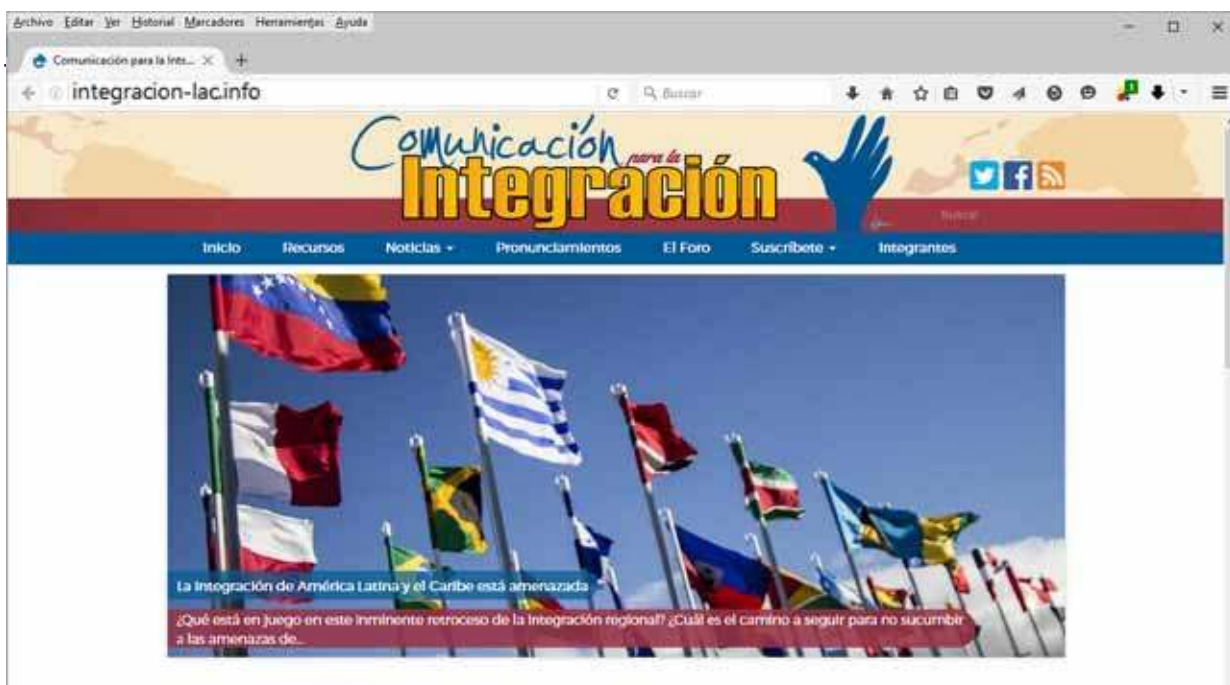 Archivo Editar Ver Historial Marcadores Herramientas Ayuda
Comunicación para la Inte...
integracion-lac.info
Buscar
Comunicación para la
Integración
Buscar
Inicio Recursos Noticias Pronunciamientos El Foro Suscríbete Integrantes
La Integración de América Latina y el Caribe está amenazada
¿Qué está en juego en este inminente retroceso de la integración regional? ¿Cuál es el camino a seguir para no sucumbir
a las amenazas de...